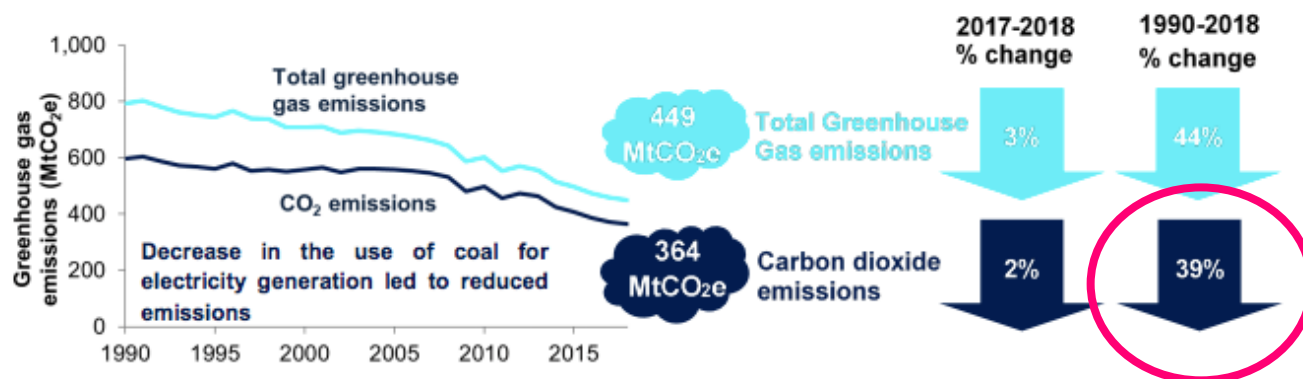 Greenhouse gas
emissions (MtCO₂e)
1,000
800
600
400
200
0
1990
1995
2000
2005
2010
2015
Total greenhouse
gas emissions
CO₂ emissions
Decrease in the use of coal for
electricity generation led to reduced
emissions
449
MtCO₂e
Total Greenhouse
Gas emissions
364
MtCO₂e
Carbon dioxide
emissions
2017-2018
% change
1990-2018
% change
3%
44%
2%
39%